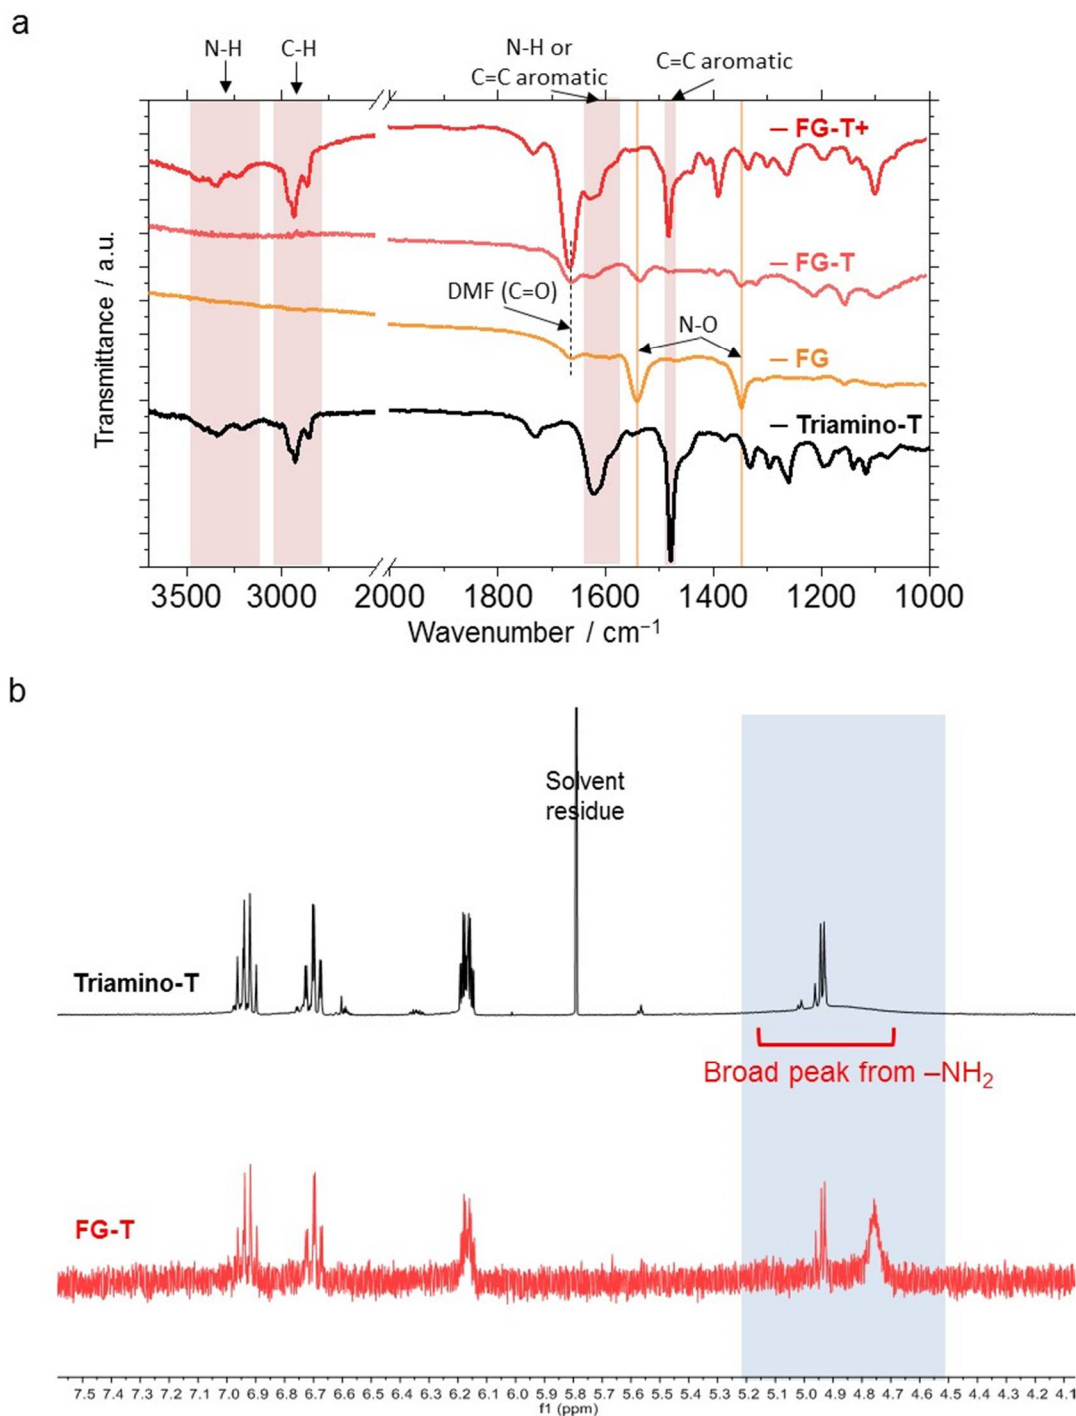 a
N-H
C-H
N-H or
C=C aromatic
C=C aromatic
Transmittance / a.u.
— FG-T+
— FG-T
DMF (C=O)
N-O
— FG
— Triamino-T
3500 3000 2000 1800 1600 1400 1200 1000
Wavenumber / cm⁻¹
b
Solvent
residue
Triamino-T
Broad peak from –NH₂
FG-T
7.5 7.4 7.3 7.2 7.1 7.0 6.9 6.8 6.7 6.6 6.5 6.4 6.3 6.2 6.1 6.0 5.9 5.8 5.7 5.6 5.5 5.4 5.3 5.2 5.1 5.0 4.9 4.8 4.7 4.6 4.5 4.4 4.3 4.2 4.1
f1 (ppm)